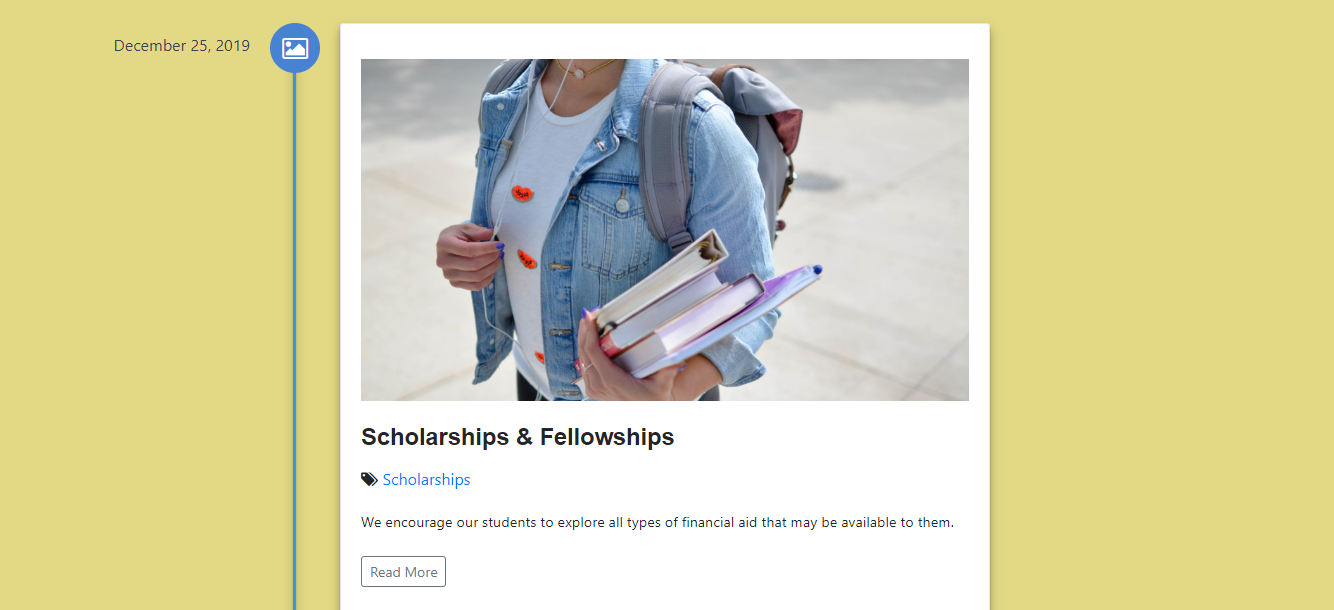 December 25, 2019
Scholarships & Fellowships
Scholarships
We encourage our students to explore all types of financial aid that may be available to them.
Read More